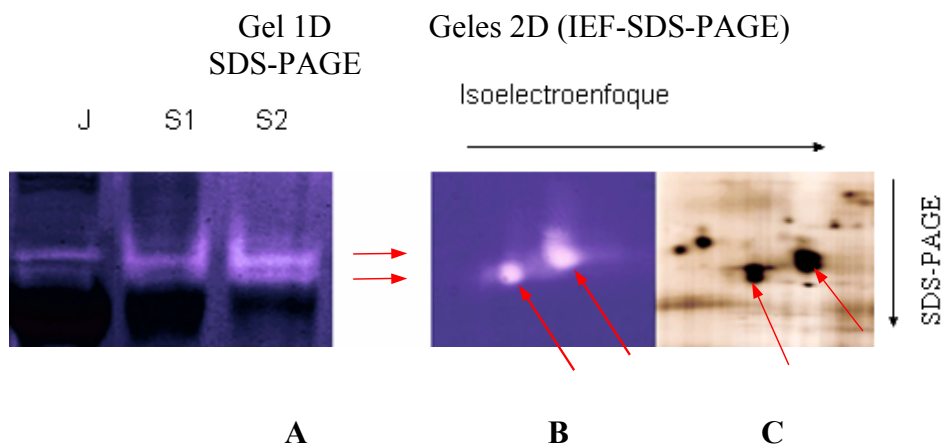 Gel 1D
SDS-PAGE
Geles 2D (IEF-SDS-PAGE)
J S1 S2
Isoelectroenfoque
SDS-PAGE
A B C